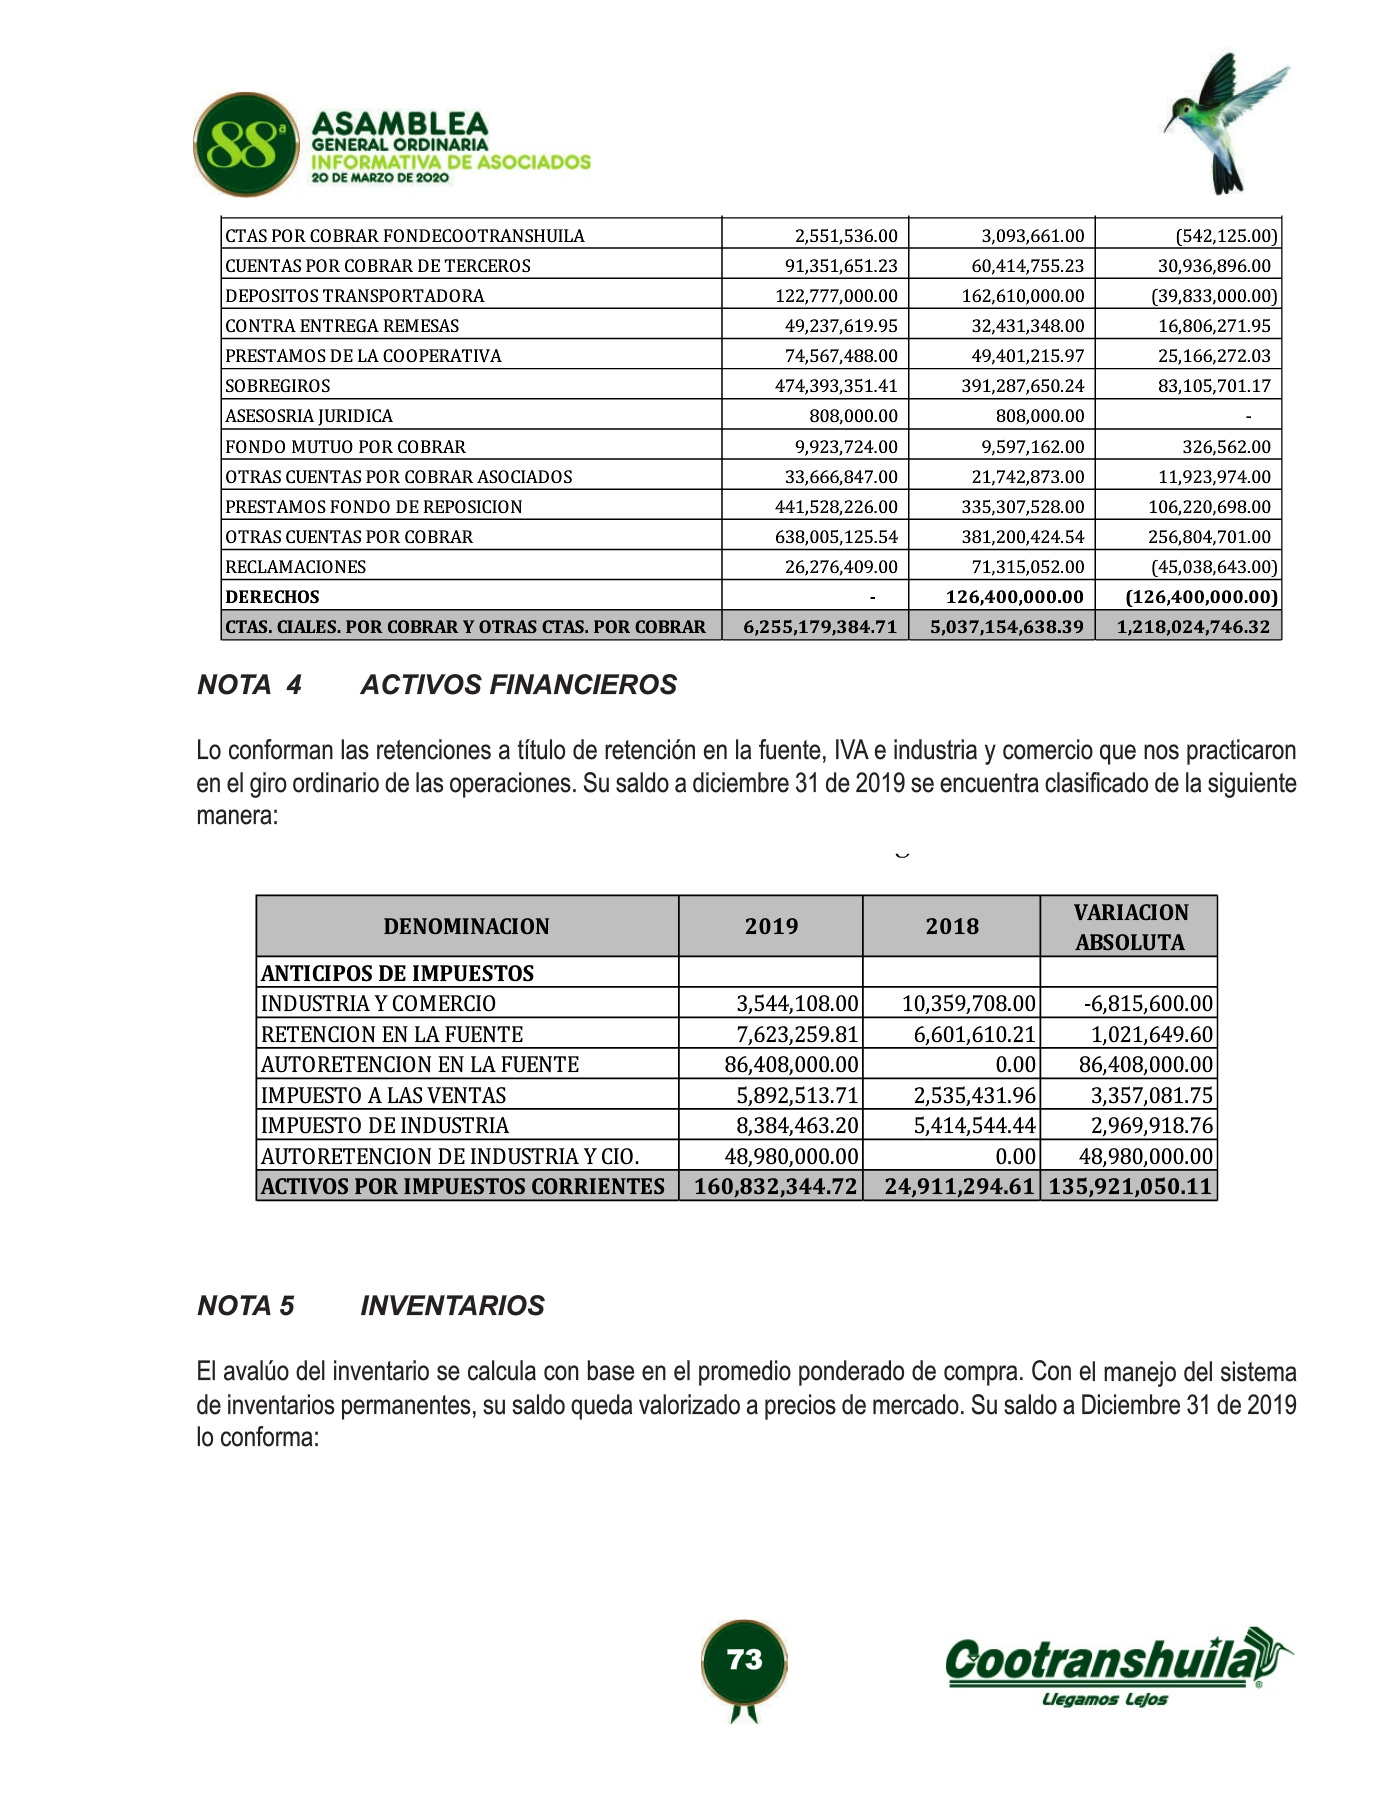 88ª
ASAMBLEA
GENERAL ORDINARIA
INFORMATIVA DE ASOCIADOS
20 DE MARZO DE 2020
CTAS POR COBRAR FONDECOOTRANSHUILA 2,551,536.00 3,093,661.00 (542,125.00)
CUENTAS POR COBRAR DE TERCEROS 91,351,651.23 60,414,755.23 30,936,896.00
DEPOSITOS TRANSPORTADORA 122,777,000.00 162,610,000.00 (39,833,000.00)
CONTRA ENTREGA REMESAS 49,237,619.95 32,431,348.00 16,806,271.95
PRESTAMOS DE LA COOPERATIVA 74,567,488.00 49,401,215.97 25,166,272.03
SOBREGIROS 474,393,351.41 391,287,650.24 83,105,701.17
ASESOSRIA JURIDICA 808,000.00 808,000.00 -
FONDO MUTUO POR COBRAR 9,923,724.00 9,597,162.00 326,562.00
OTRAS CUENTAS POR COBRAR ASOCIADOS 33,666,847.00 21,742,873.00 11,923,974.00
PRESTAMOS FONDO DE REPOSICION 441,528,226.00 335,307,528.00 106,220,698.00
OTRAS CUENTAS POR COBRAR 638,005,125.54 381,200,424.54 256,804,701.00
RECLAMACIONES 26,276,409.00 71,315,052.00 (45,038,643.00)
DERECHOS - 126,400,000.00 (126,400,000.00)
CTAS. CIALES. POR COBRAR Y OTRAS CTAS. POR COBRAR 6,255,179,384.71 5,037,154,638.39 1,218,024,746.32
NOTA 4 ACTIVOS FINANCIEROS
Lo conforman las retenciones a título de retención en la fuente, IVA e industria y comercio que nos practicaron
en el giro ordinario de las operaciones. Su saldo a diciembre 31 de 2019 se encuentra clasificado de la siguiente
manera:
DENOMINACION 2019 2018 VARIACION
ABSOLUTA
ANTICIPOS DE IMPUESTOS
INDUSTRIA Y COMERCIO 3,544,108.00 10,359,708.00 -6,815,600.00
RETENCION EN LA FUENTE 7,623,259.81 6,601,610.21 1,021,649.60
AUTORETENCION EN LA FUENTE 86,408,000.00 0.00 86,408,000.00
IMPUESTO A LAS VENTAS 5,892,513.71 2,535,431.96 3,357,081.75
IMPUESTO DE INDUSTRIA 8,384,463.20 5,414,544.44 2,969,918.76
AUTORETENCION DE INDUSTRIA Y CIO. 48,980,000.00 0.00 48,980,000.00
ACTIVOS POR IMPUESTOS CORRIENTES 160,832,344.72 24,911,294.61 135,921,050.11
NOTA 5 INVENTARIOS
El avalúo del inventario se calcula con base en el promedio ponderado de compra. Con el manejo del sistema
de inventarios permanentes, su saldo queda valorizado a precios de mercado. Su saldo a Diciembre 31 de 2019
lo conforma:
73
Cootranshuila®
Llegamos Lejos